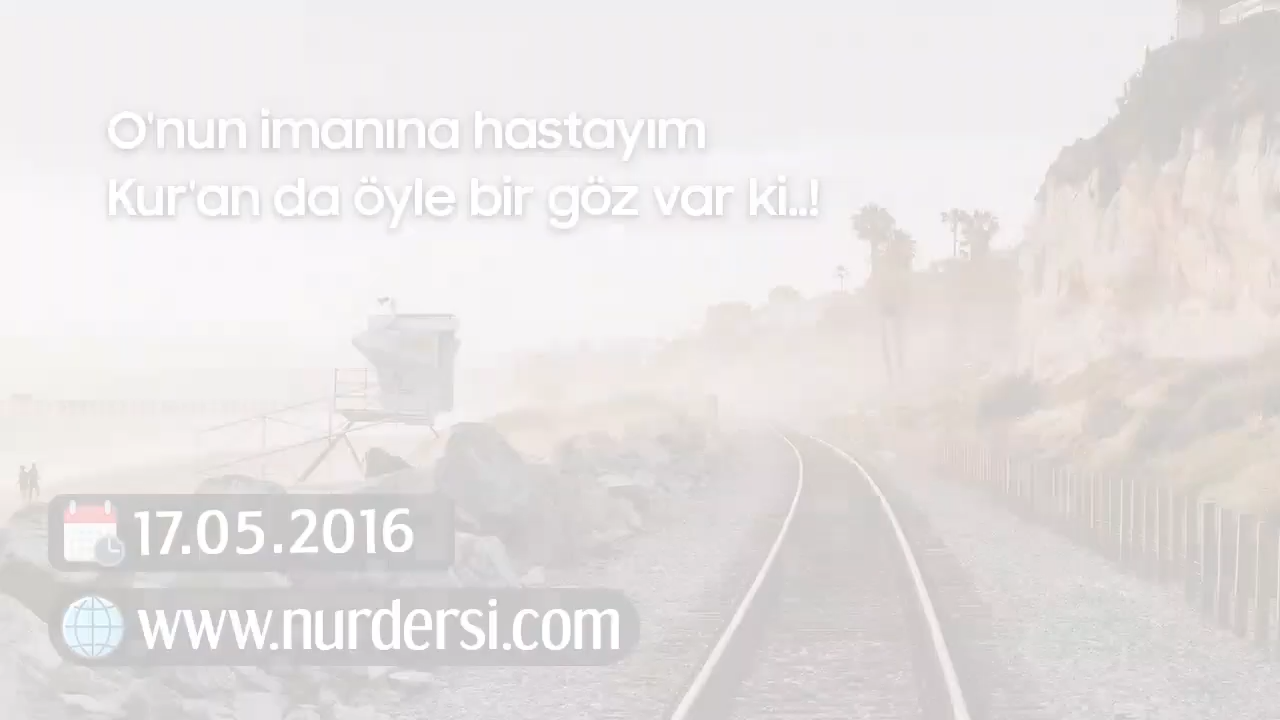 O'nun imanına hastayım
Kur'an da öyle bir göz var ki..!
17.05.2016
www.nurdersi.com